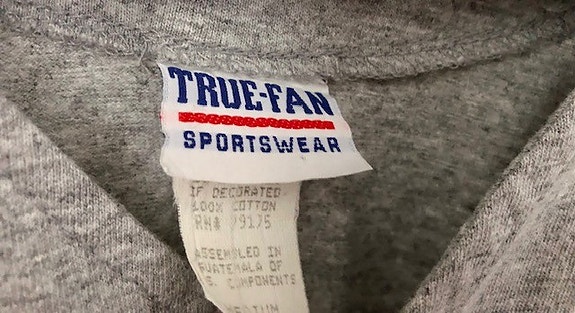 TRUE-FAN
SPORTSWEAR
IF DECORATED
100% COTTON
RN# 79175
ASSEMBLED IN
GUATEMALA OF
U.S. COMPONENTS